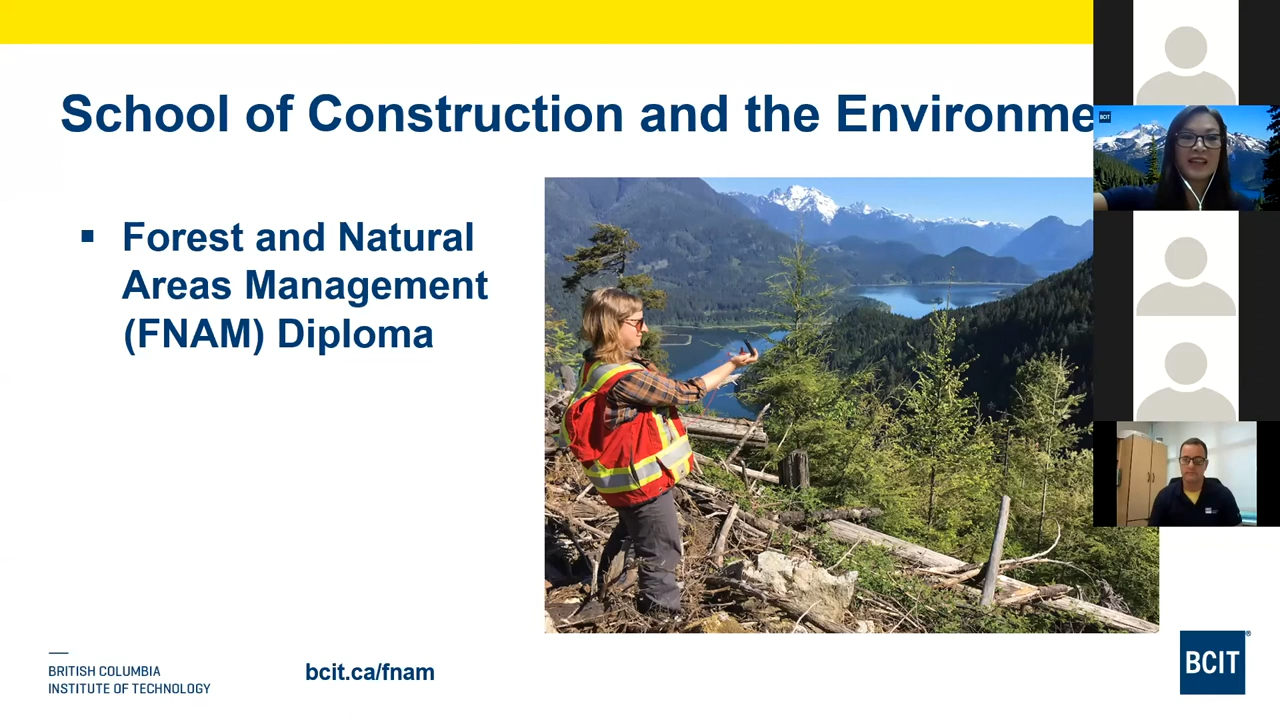 School of Construction and the Environme
▪ Forest and Natural
Areas Management
(FNAM) Diploma
BCIT
BRITISH COLUMBIA
INSTITUTE OF TECHNOLOGY
bcit.ca/fnam
BCIT®